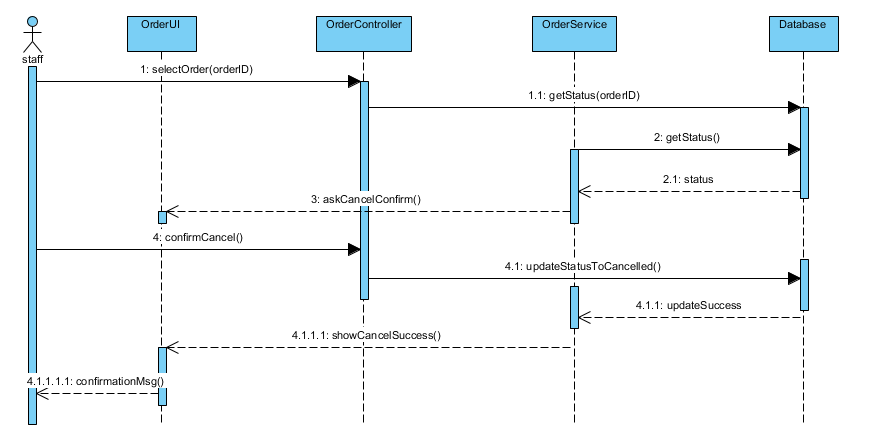 OrderUI
OrderController
OrderService
Database
staff
1: selectOrder(orderID)
1.1: getStatus(orderID)
2: getStatus()
2.1: status
3: askCancelConfirm()
4: confirmCancel()
4.1: updateStatusToCancelled()
4.1.1: updateSuccess
4.1.1.1: showCancelSuccess()
4.1.1.1.1: confirmationMsg()